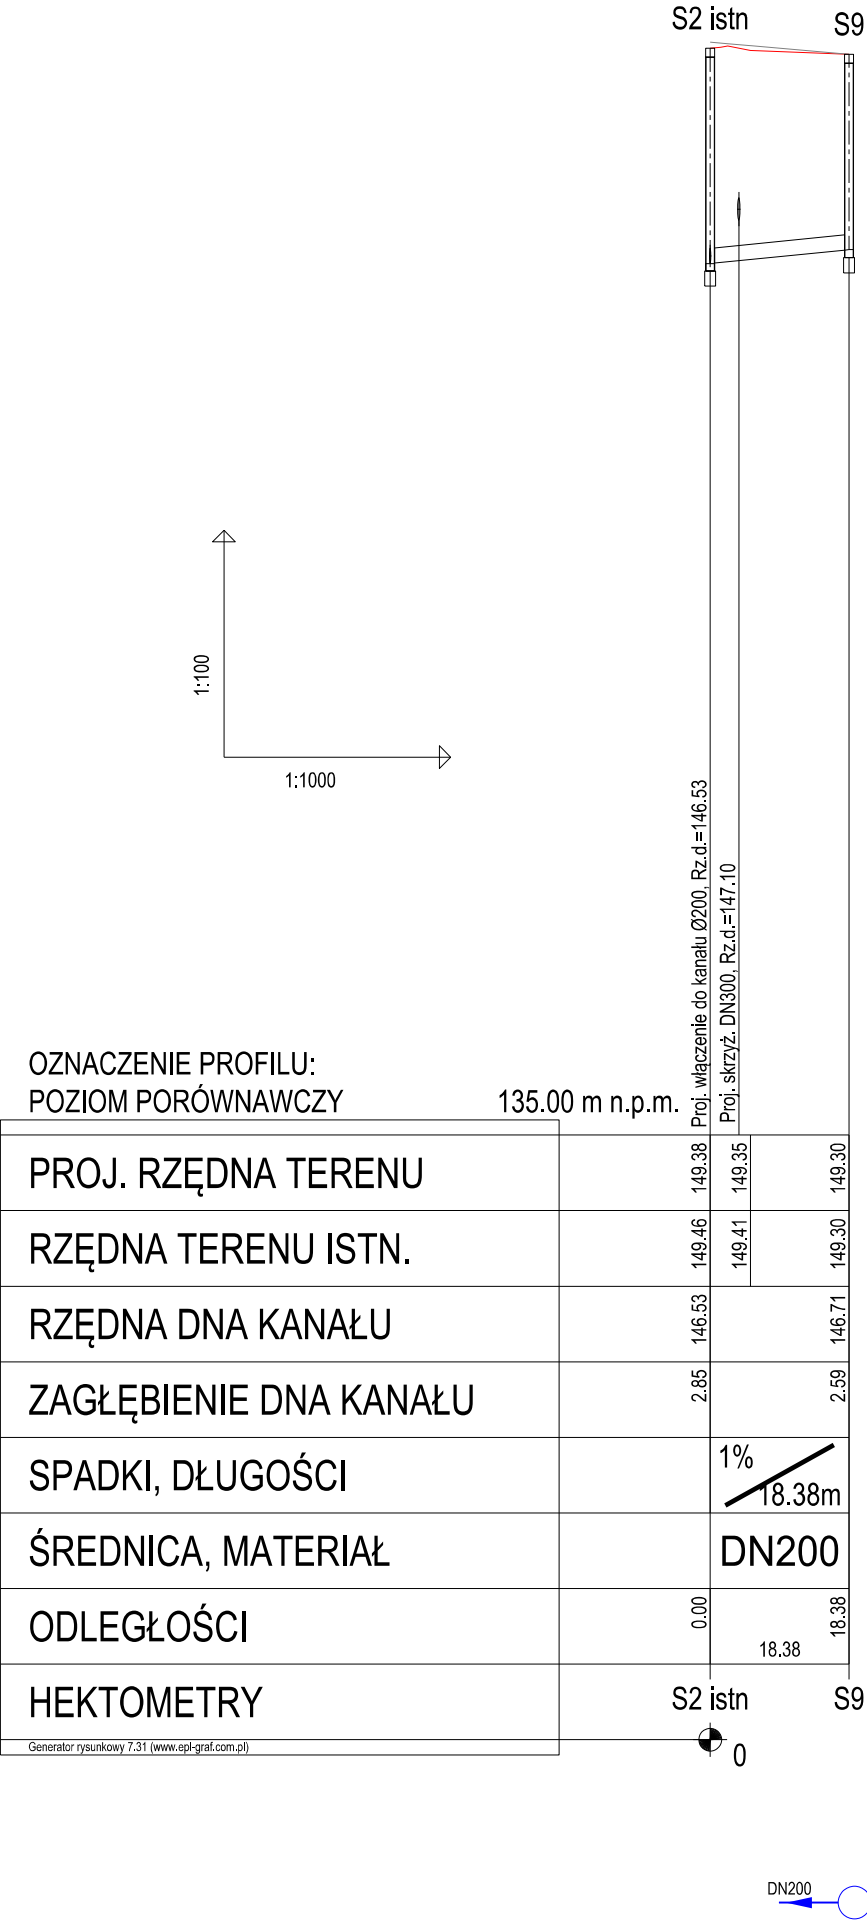 S2 istn
S9
1:100
1:1000
Proj. włączenie do kanału Ø200, Rz.d.=146.53
Proj. skrzyż. DN300, Rz.d.=147.10
OZNACZENIE PROFILU:
POZIOM PORÓWNAWCZY 135.00 m n.p.m.
PROJ. RZĘDNA TERENU 149.38 149.35 149.30
RZĘDNA TERENU ISTN. 149.46 149.41 149.30
RZĘDNA DNA KANAŁU 146.53 146.71
ZAGŁĘBIENIE DNA KANAŁU 2.85 2.59
SPADKI, DŁUGOŚCI 1% 18.38m
ŚREDNICA, MATERIAŁ DN200
ODLEGŁOŚCI 0.00 18.38 18.38
HEKTOMETRY S2 istn S9
Generator rysunkowy 7.31 (www.epl-graf.com.pl)
0
DN200